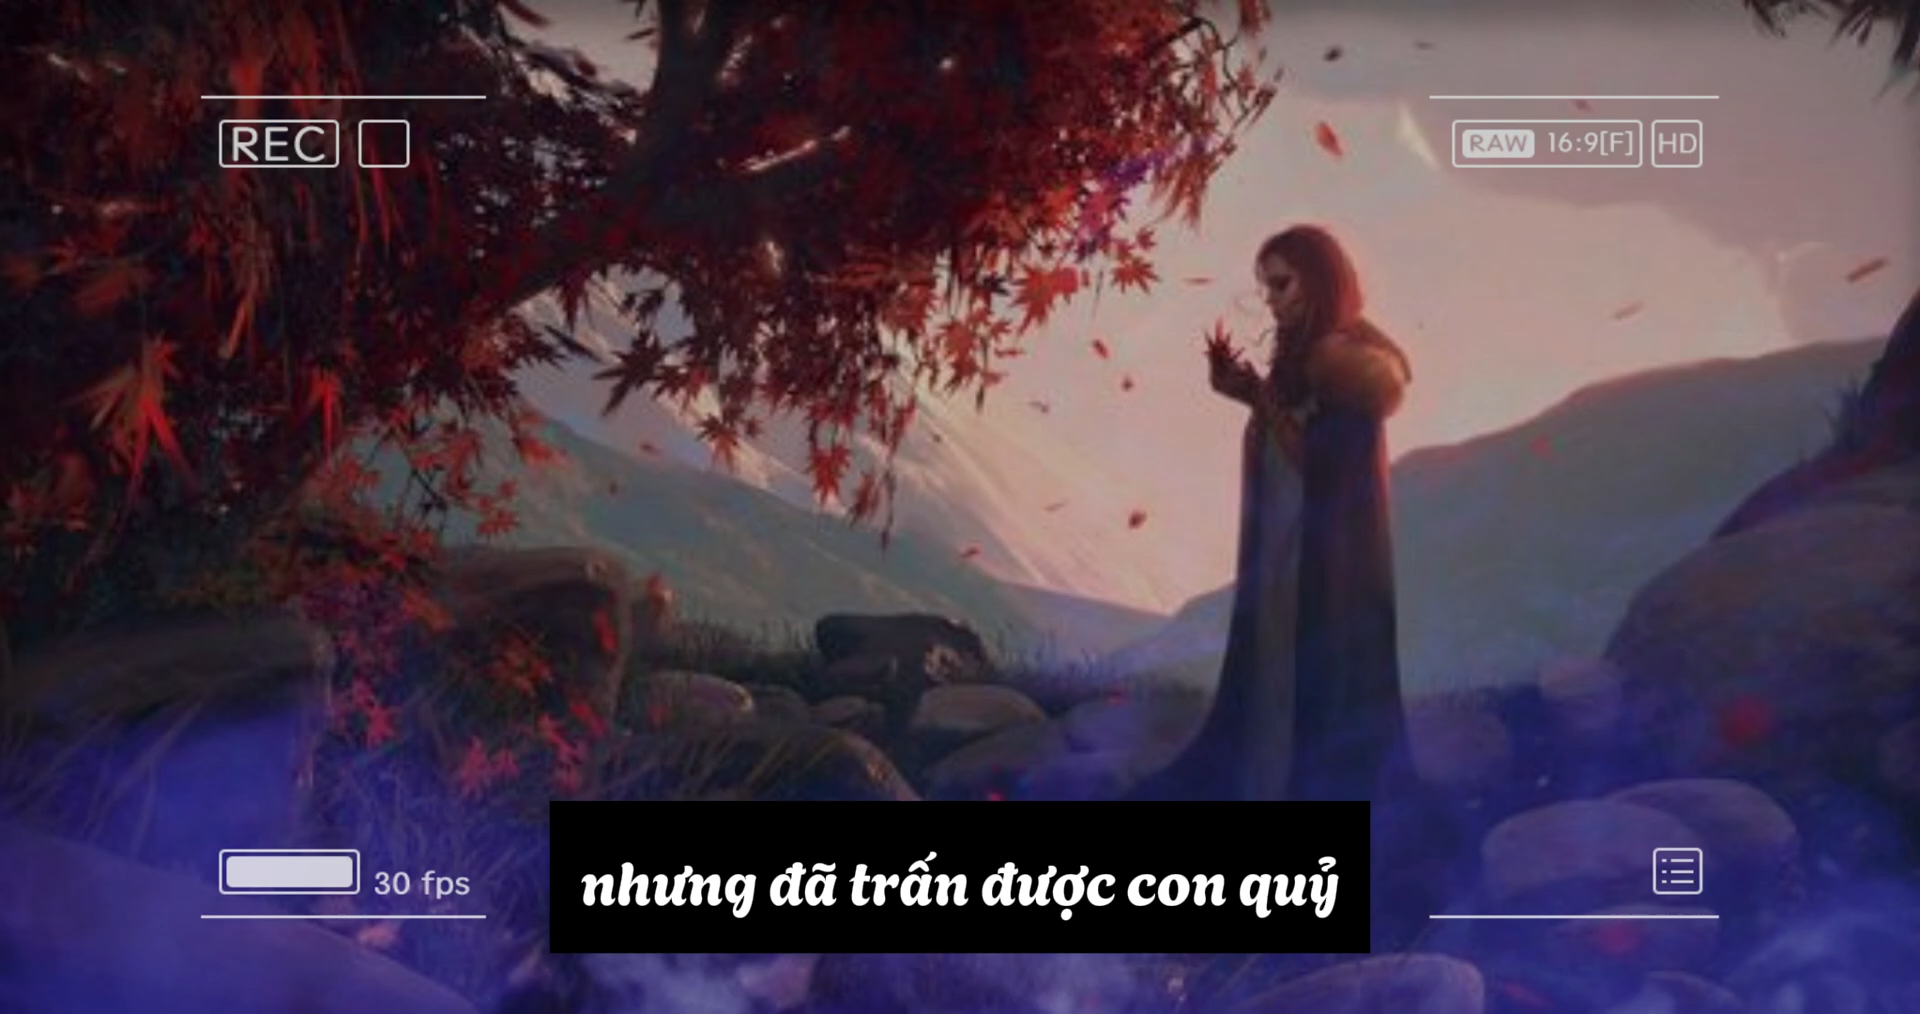 REC
RAW 16:9[F] HD
30 fps
nhưng đã trấn được con quỷ